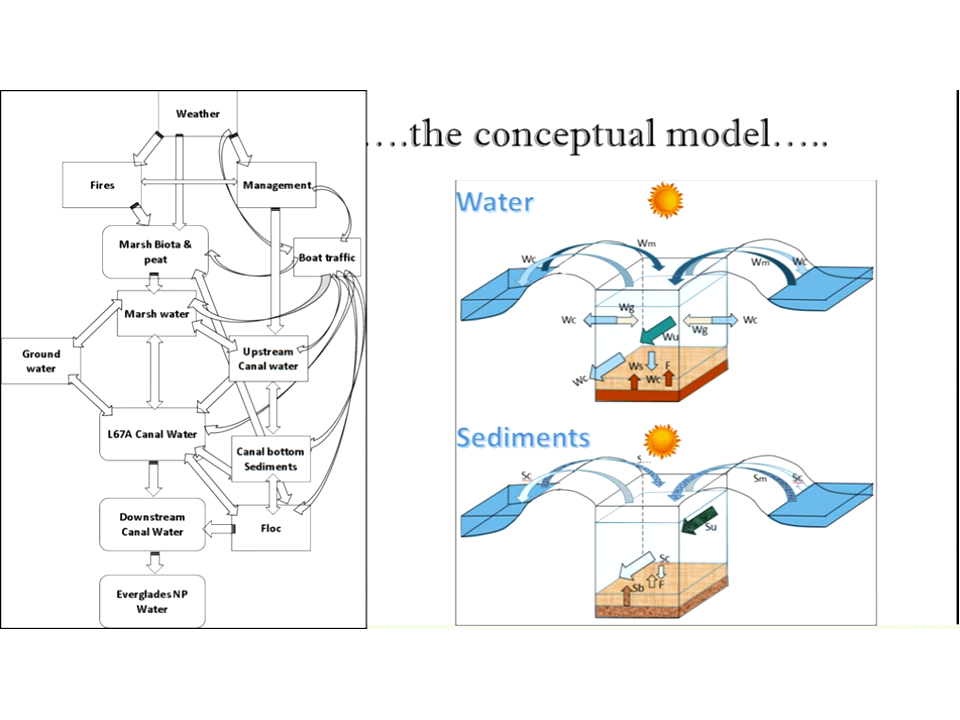 ….the conceptual model…..
Weather
Fires
Management
Marsh Biota &
peat
Boat traffic
Marsh water
Ground
water
Upstream
Canal water
L67A Canal Water
Canal bottom
Sediments
Downstream
Canal Water
Floc
Everglades NP
Water
Water
Wc
Wm
Wm
Wc
Wc
Wg
Wg
Wc
Wu
Wc
Ws
Wc
F
Sediments
Sc
s...
Sm
Sc
Su
Sc
Sb
F